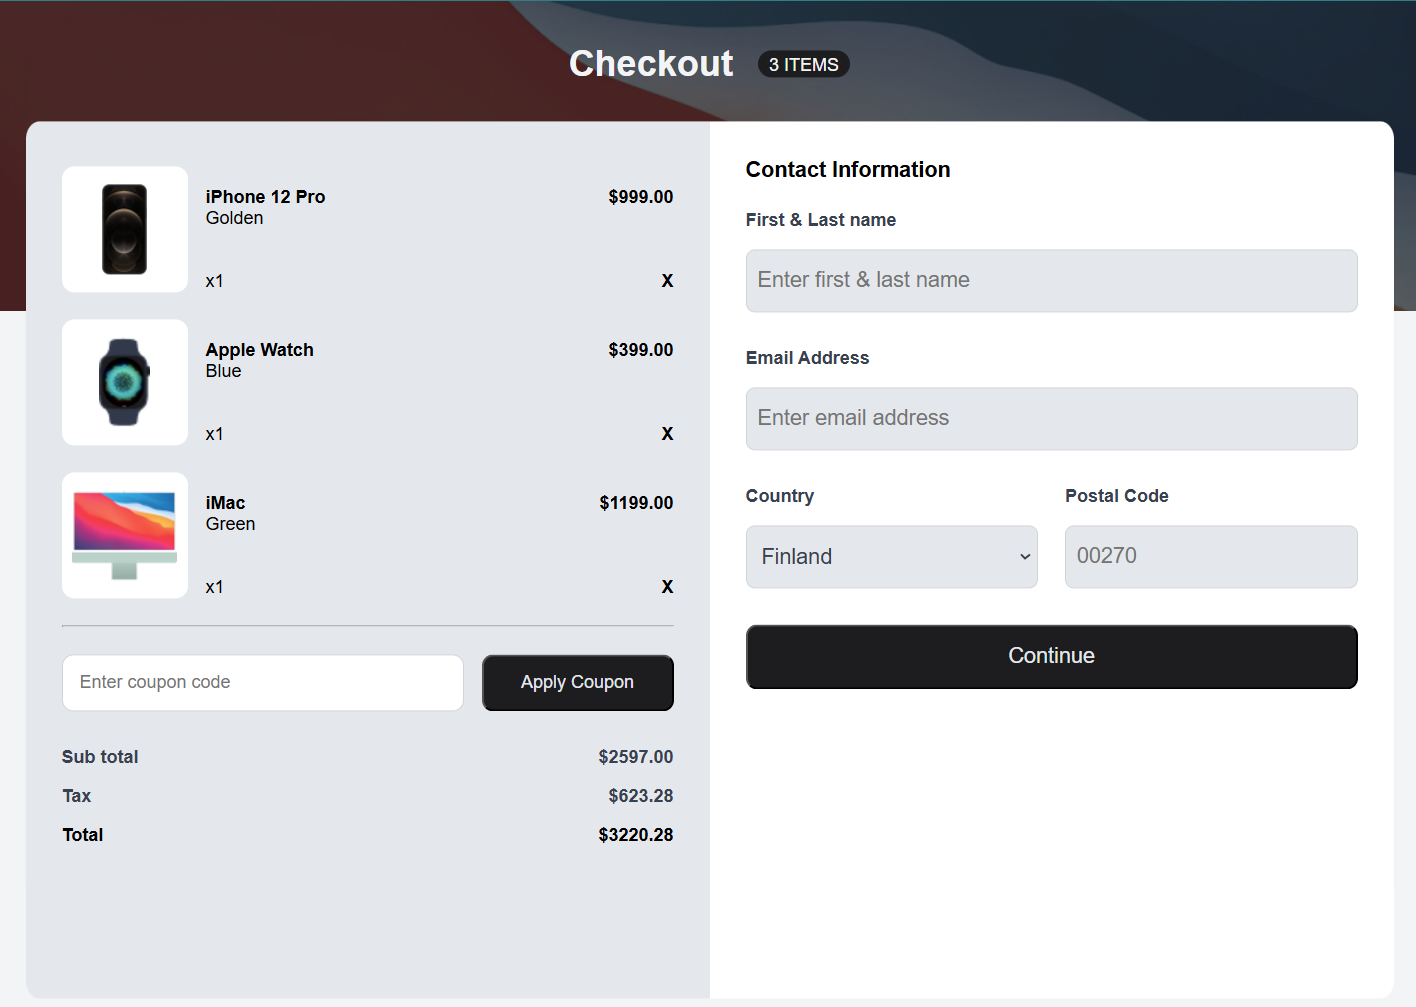 Checkout 3 ITEMS
iPhone 12 Pro $999.00
Golden
x1 X
Apple Watch $399.00
Blue
x1 X
iMac $1199.00
Green
x1 X
Enter coupon code Apply Coupon
Sub total $2597.00
Tax $623.28
Total $3220.28
Contact Information
First & Last name
Enter first & last name
Email Address
Enter email address
Country Postal Code
Finland 00270
Continue